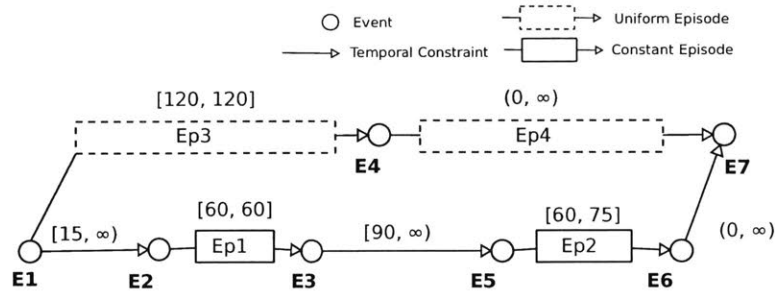 Event
Uniform Episode
Temporal Constraint
Constant Episode
[120, 120]
(0, ∞)
Ep3
E4
Ep4
E7
[15, ∞)
[60, 60]
[90, ∞)
[60, 75]
(0, ∞)
Ep1
Ep2
E1
E2
E3
E5
E6